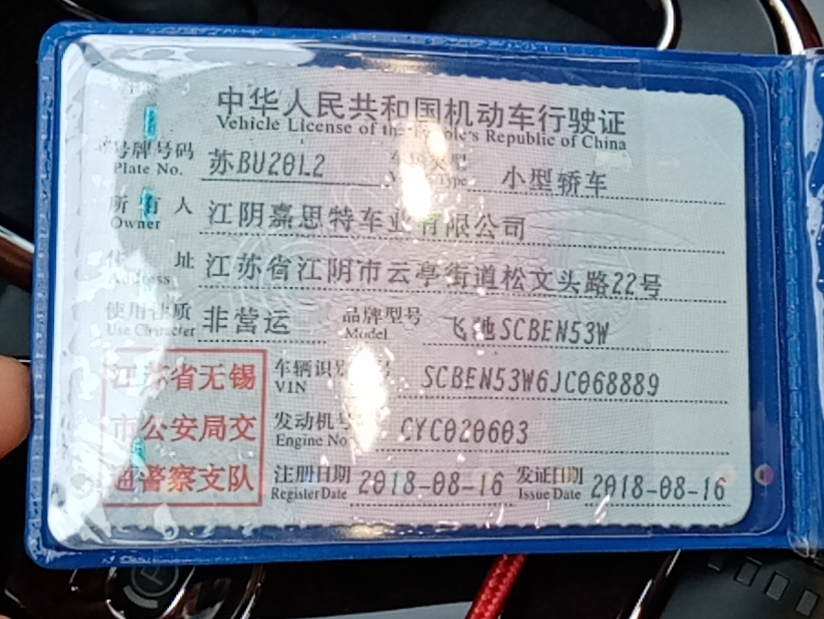 中华人民共和国机动车行驶证
Vehicle License of the People's Republic of China
号牌号码 苏BU20L2 车辆类型 小型轿车
Plate No. Vehicle Type
所有人 江阴嘉思特车业有限公司
Owner
住址 江苏省江阴市云亭街道松文头路22号
Address
使用性质 非营运 品牌型号 飞驰SCBEN53W
Use Character Model
江苏省无锡 车辆识别代号 SCBEN53W6JC068889
VIN
市公安局交 发动机号码 CYC020603
Engine No.
通警察支队 注册日期 2018-08-16 发证日期 2018-08-16
Register Date Issue Date